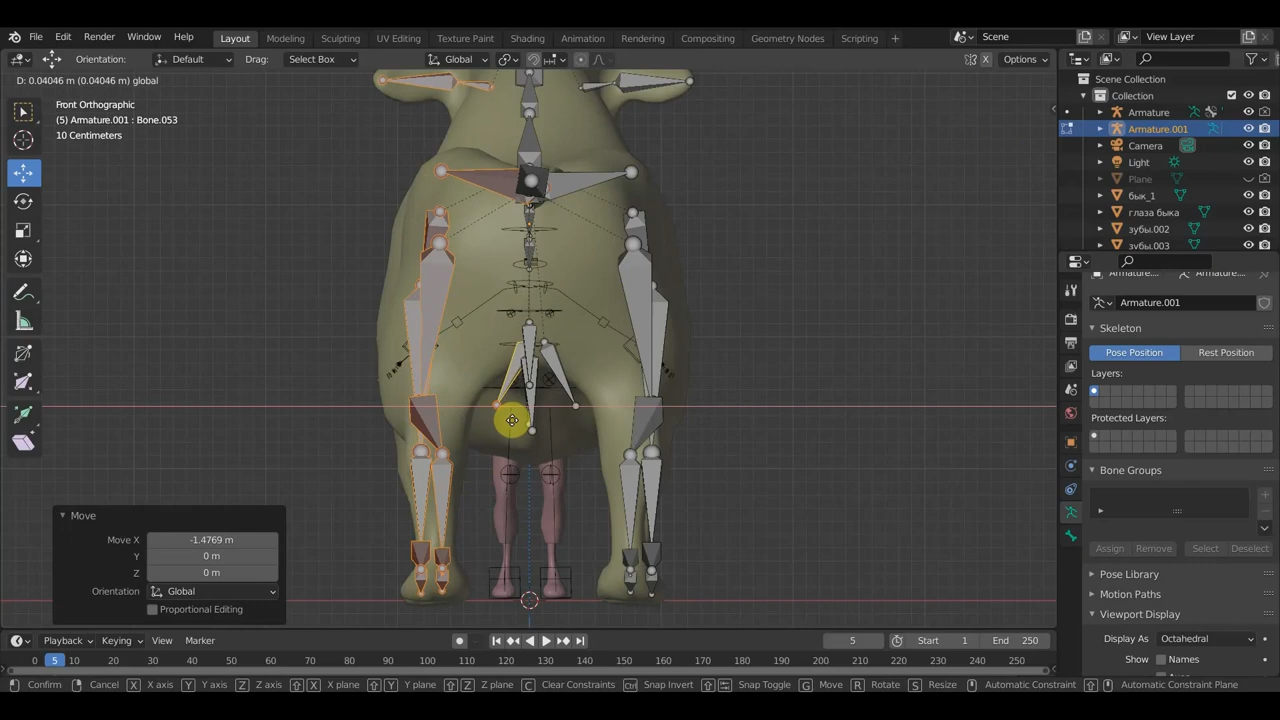 File Edit Render Window Help Layout Modeling Sculpting UV Editing Texture Paint Shading Animation Rendering Compositing Geometry Nodes Scripting + Scene View Layer
Orientation: Default Drag: Select Box Global X Options
D: 0.04046 m (0.04046 m) global
Front Orthographic
(5) Armature.001 : Bone.053
10 Centimeters
Scene Collection
Collection
Armature
Armature.001
Camera
Light
Plane
бык_1
глаза быка
зубы.002
зубы.003
Armature.... Armature....
Armature.001
Skeleton
Pose Position Rest Position
Layers:
Protected Layers:
Bone Groups
Assign Remove Select Deselect
Pose Library
Motion Paths
Viewport Display
Display As Octahedral
Show Names
Move
Move X -1.4769 m
Y 0 m
Z 0 m
Orientation Global
Proportional Editing
Playback Keying View Marker 5 Start 1 End 250
0 5 10 20 30 40 50 60 70 80 90 100 110 120 130 140 150 160 170 180 190 200 210 220 230 240 250
Confirm Cancel X X axis Y Y axis Z Z axis X X plane Y Y plane Z Z plane C Clear Constraints Ctrl Snap Invert Snap Toggle G Move R Rotate S Resize Automatic Constraint Automatic Constraint Plane